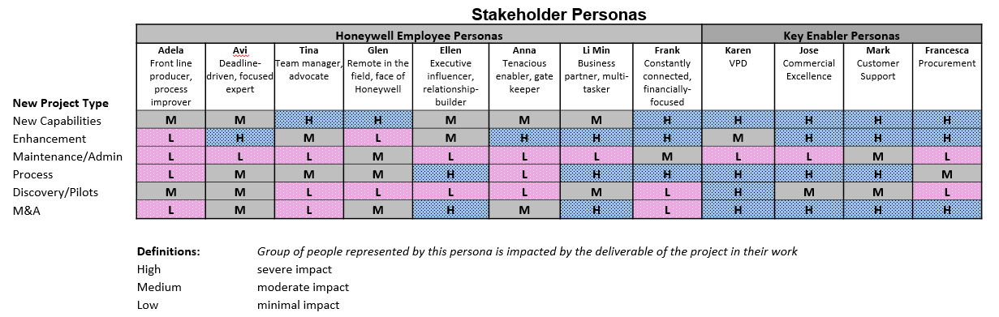 Stakeholder Personas
Honeywell Employee Personas Key Enabler Personas
New Project Type
Adela
Front line
producer,
process
improver
Avi
Deadline-
driven, focused
expert
Tina
Team manager,
advocate
Glen
Remote in the
field, face of
Honeywell
Ellen
Executive
influencer,
relationship-
builder
Anna
Tenacious
enabler, gate
keeper
Li Min
Business
partner, multi-
tasker
Frank
Constantly
connected,
financially-
focused
Karen
VPD
Jose
Commercial
Excellence
Mark
Customer
Support
Francesca
Procurement
New Capabilities M M H H M M M H H H H H
Enhancement L H M L M H H H M H H H
Maintenance/Admin L L L M L L L M L L M L
Process L M M M H L H H H H H M
Discovery/Pilots M M L L L L M L H M M L
M&A L M L M H M H L H H H H
Definitions: Group of people represented by this persona is impacted by the deliverable of the project in their work
High severe impact
Medium moderate impact
Low minimal impact